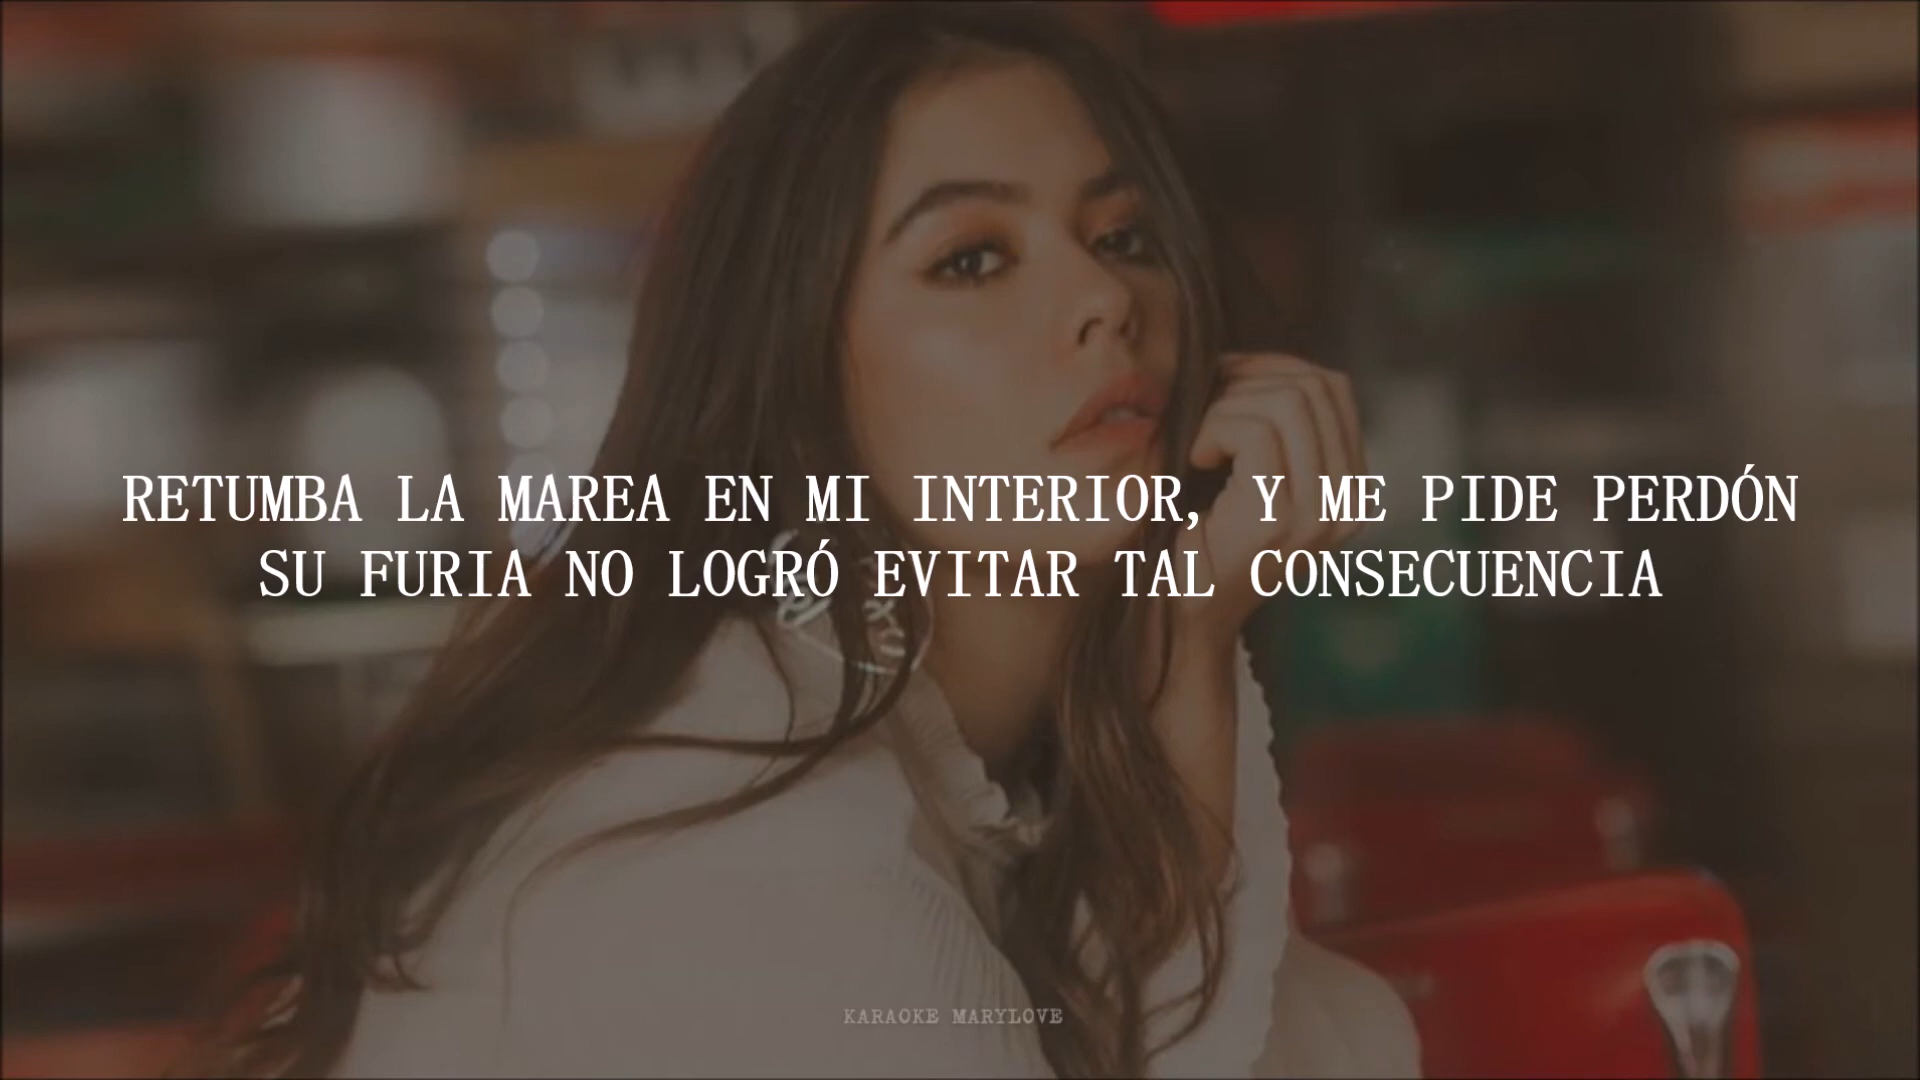 RETUMBA LA MAREA EN MI INTERIOR, Y ME PIDE PERDÓN
SU FURIA NO LOGRÓ EVITAR TAL CONSECUENCIA
KARAOKE MARYLOVE